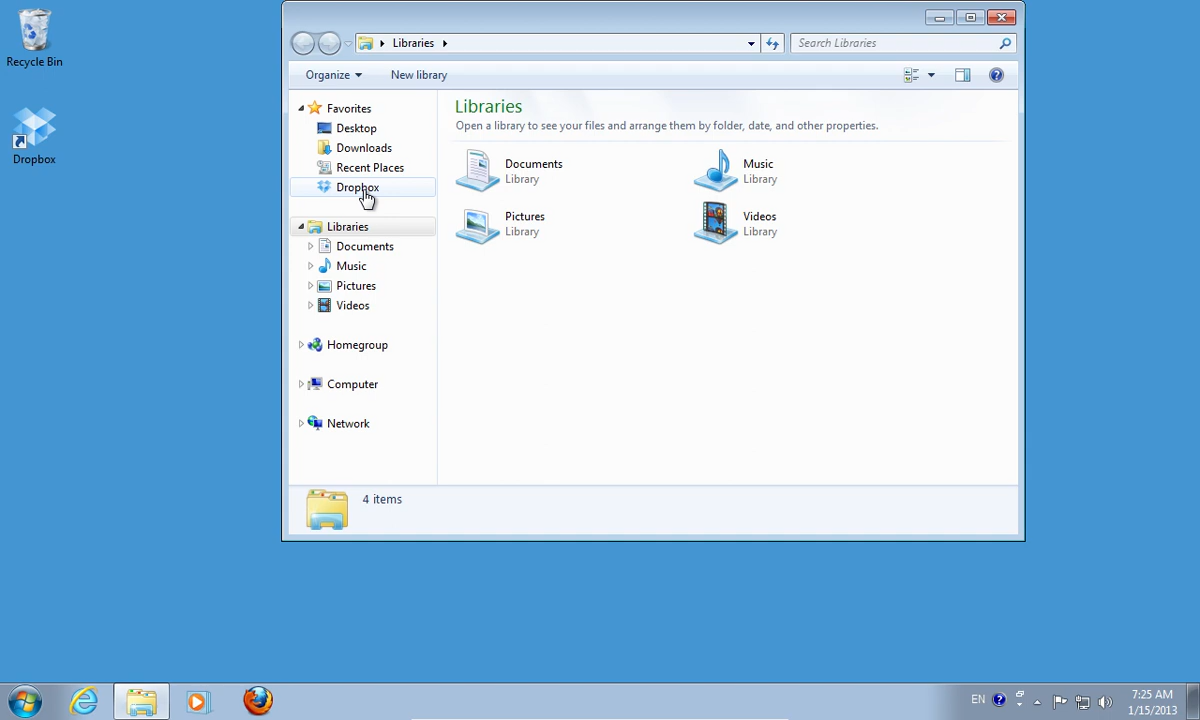 Recycle Bin
Dropbox
Libraries
Search Libraries
Organize
New library
Favorites
Desktop
Downloads
Recent Places
Dropbox
Libraries
Documents
Music
Pictures
Videos
Homegroup
Computer
Network
Libraries
Open a library to see your files and arrange them by folder, date, and other properties.
Documents
Library
Music
Library
Pictures
Library
Videos
Library
4 items
EN
7:25 AM
1/15/2013